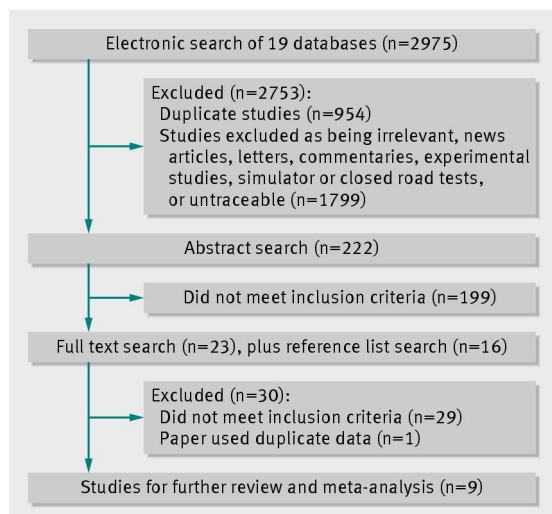 Electronic search of 19 databases (n=2975)
Excluded (n=2753):
Duplicate studies (n=954)
Studies excluded as being irrelevant, news
articles, letters, commentaries, experimental
studies, simulator or closed road tests,
or untraceable (n=1799)
Abstract search (n=222)
Did not meet inclusion criteria (n=199)
Full text search (n=23), plus reference list search (n=16)
Excluded (n=30):
Did not meet inclusion criteria (n=29)
Paper used duplicate data (n=1)
Studies for further review and meta-analysis (n=9)